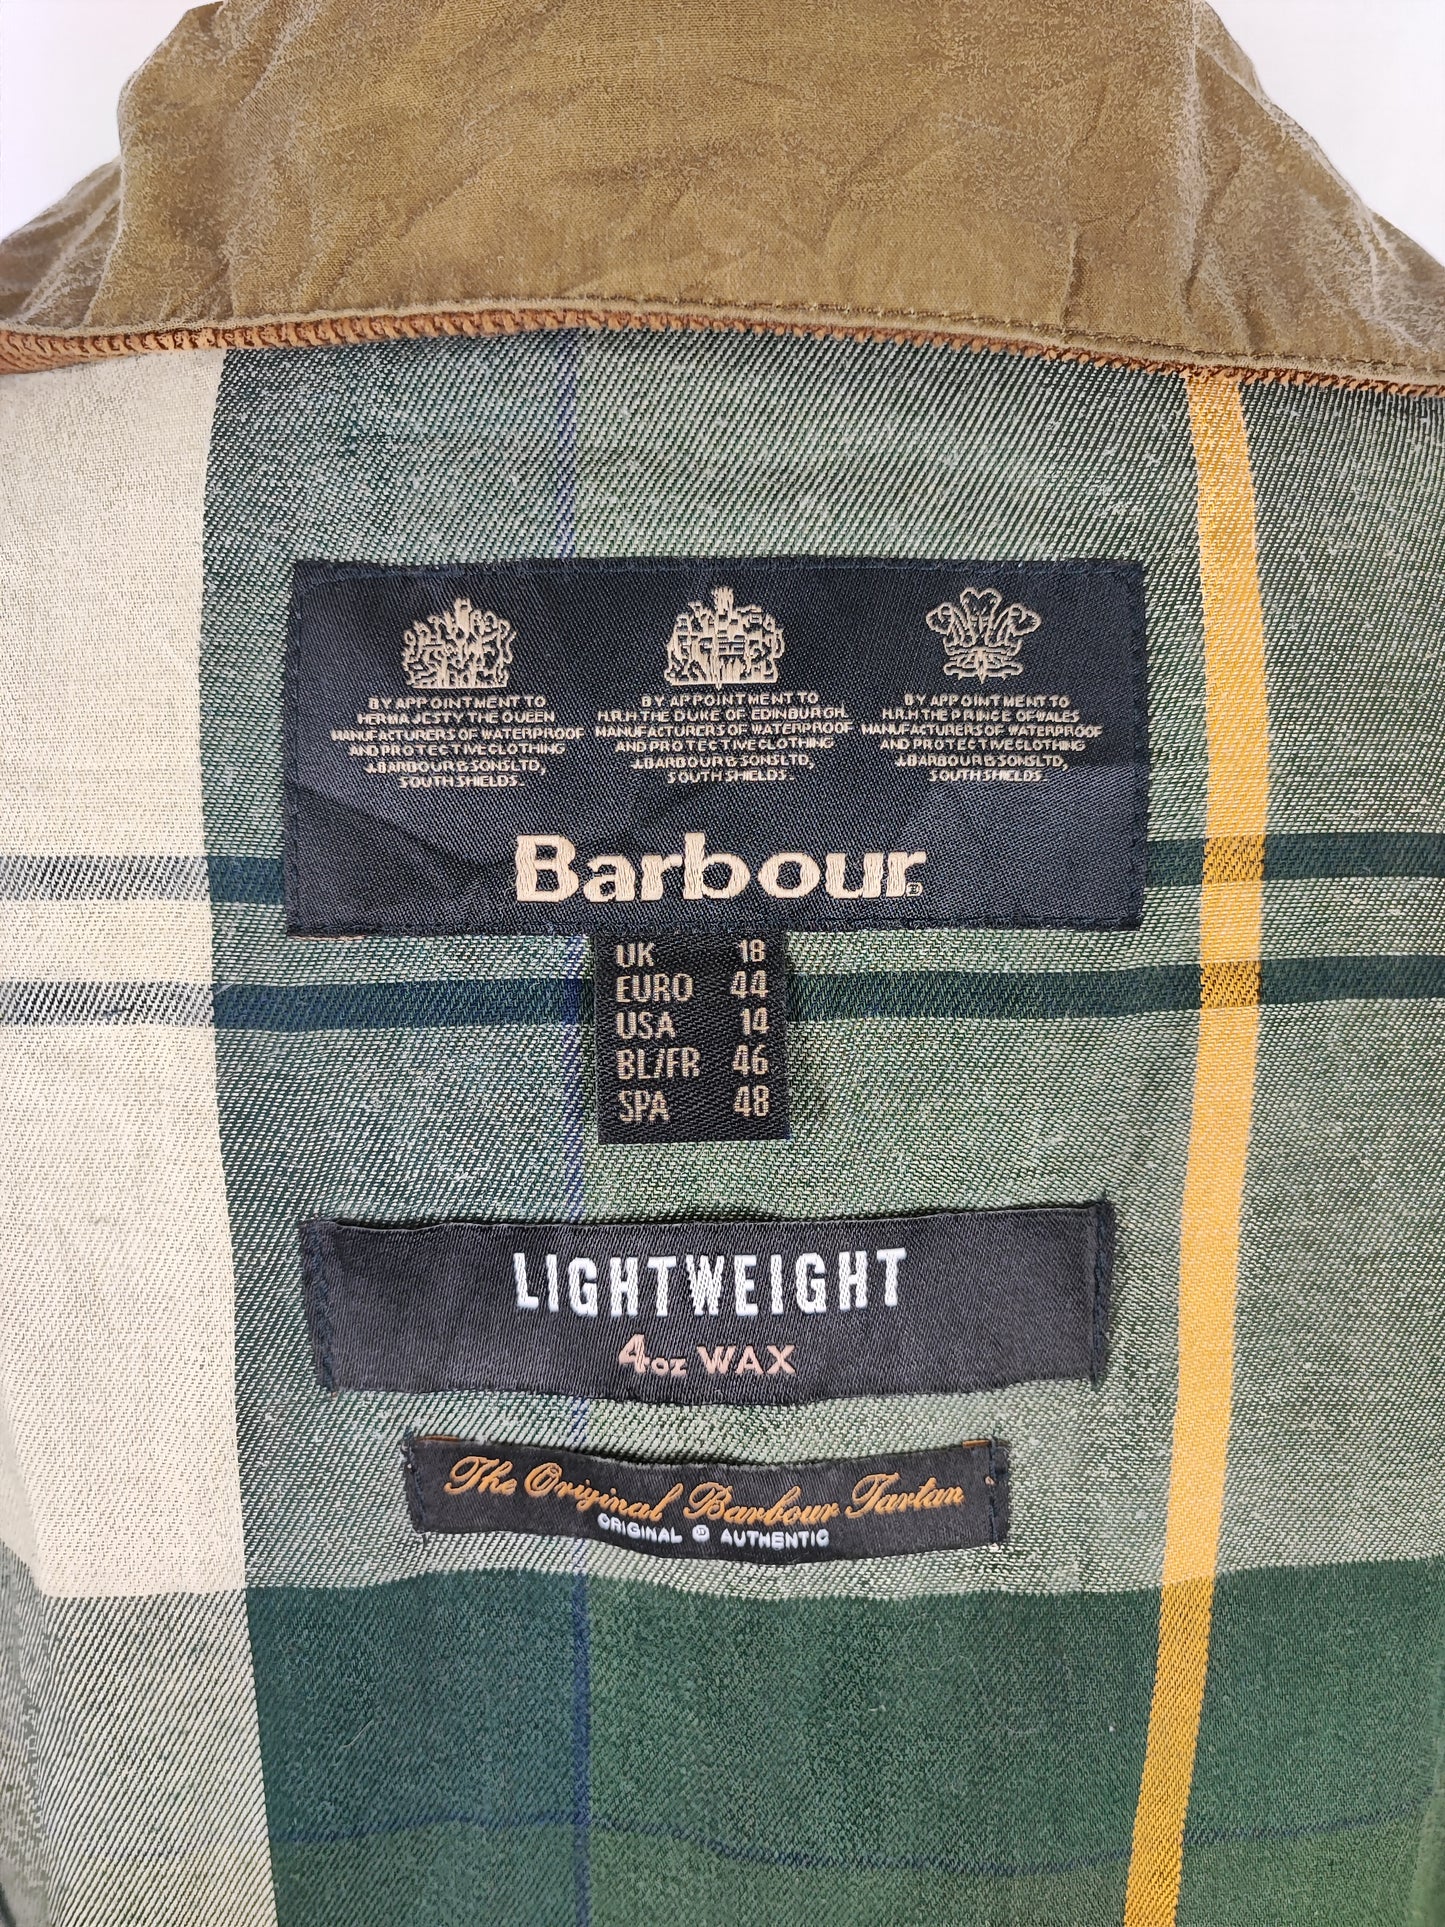 BY APPOINTMENT TO
HER MAJESTY THE QUEEN
MANUFACTURERS OF WATERPROOF
AND PROTECTIVE CLOTHING
J.BARBOUR & SONS LTD,
SOUTH SHIELDS.
BY APPOINTMENT TO
H.R.H THE DUKE OF EDINBURGH
MANUFACTURERS OF WATERPROOF
AND PROTECTIVE CLOTHING
J.BARBOUR & SONS LTD,
SOUTH SHIELDS.
BY APPOINTMENT TO
H.R.H THE PRINCE OF WALES
MANUFACTURERS OF WATERPROOF
AND PROTECTIVE CLOTHING
J.BARBOUR & SONS LTD,
SOUTH SHIELDS.
Barbour®
UK 18
EURO 44
USA 14
BL/FR 46
SPA 48
LIGHTWEIGHT
4oz WAX
The Original Barbour Tartan
ORIGINAL AUTHENTIC